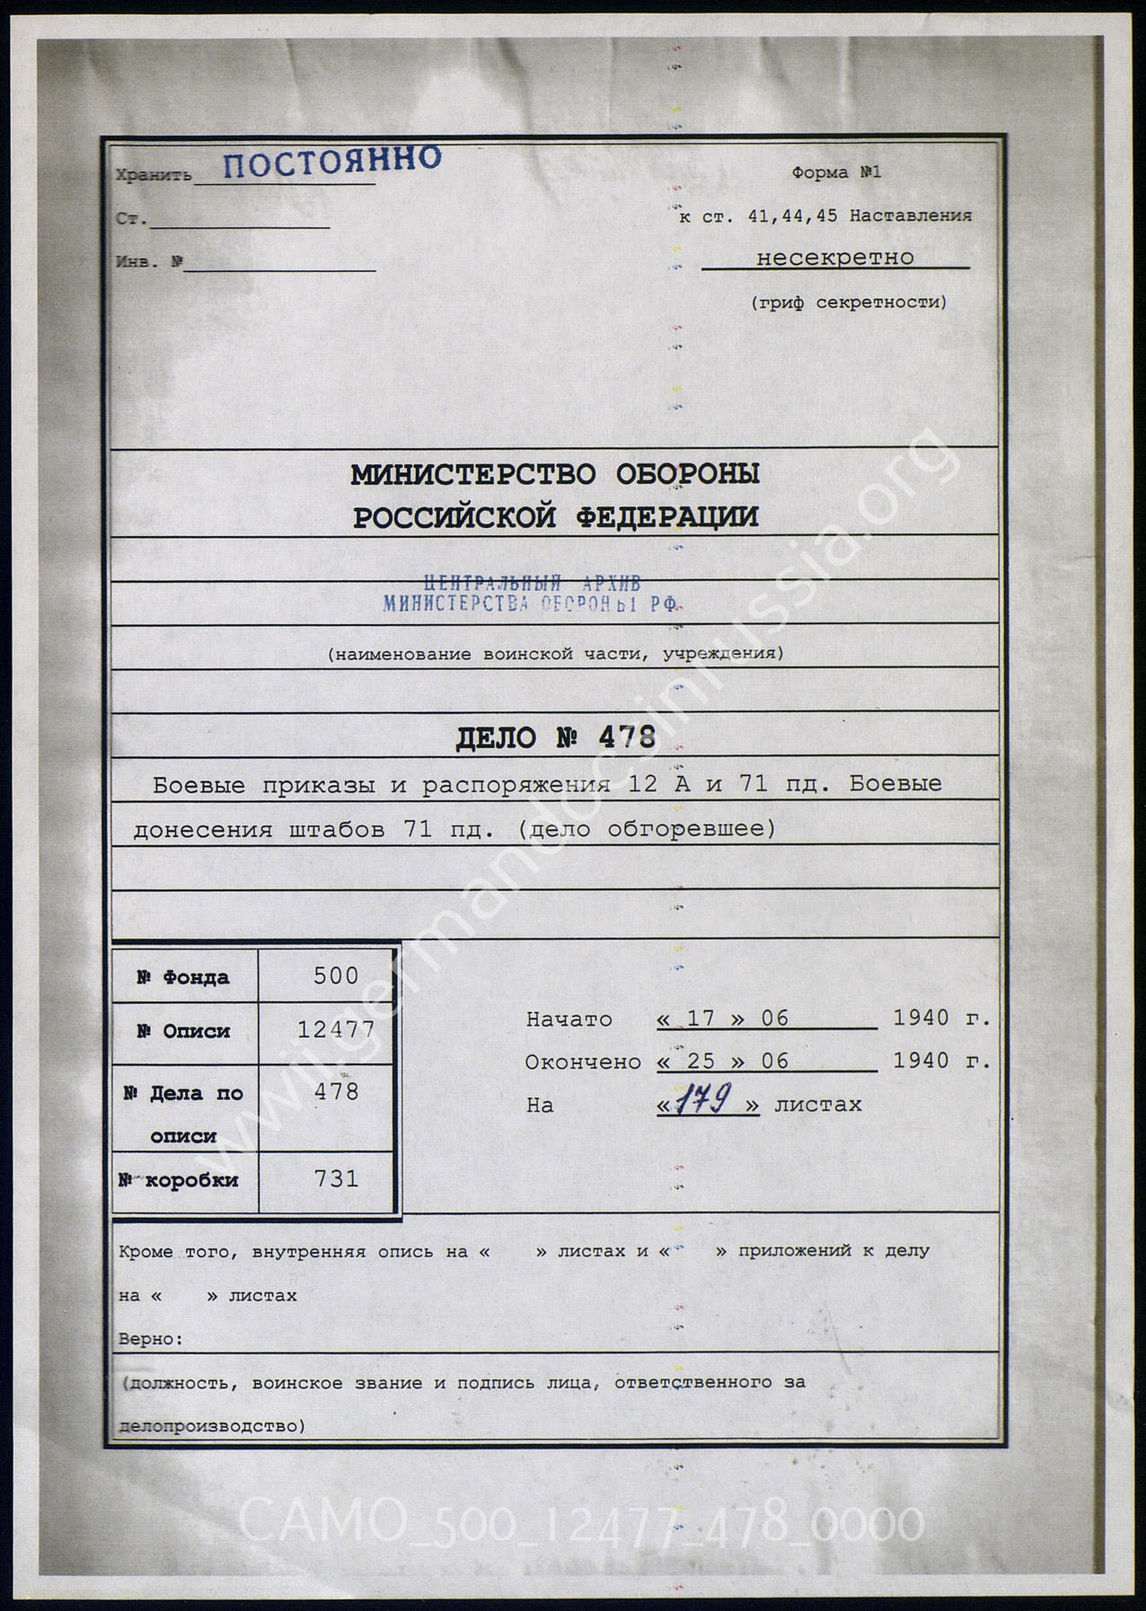 Хранить ПОСТОЯННО
Форма №1
Ст.
к ст. 41,44,45 Наставления
Инв. №
несекретно
(гриф секретности)
МИНИСТЕРСТВО ОБОРОНЫ
РОССИЙСКОЙ ФЕДЕРАЦИИ
ЦЕНТРАЛЬНЫЙ АРХИВ
МИНИСТЕРСТВА ОБОРОНЫ РФ
(наименование воинской части, учреждения)
ДЕЛО № 478
Боевые приказы и распоряжения 12 А и 71 пд. Боевые
донесения штабов 71 пд. (дело обгоревшее)
№ Фонда 500
№ Описи 12477
№ Дела по 478
описи
№ коробки 731
Начато « 17 » 06 1940 г.
Окончено « 25 » 06 1940 г.
На «179 » листах
Кроме того, внутренняя опись на « » листах и « » приложений к делу
на « » листах
Верно:
(должность, воинское звание и подпись лица, ответственного за
делопроизводство)
www.germandocsinrussia.org
CAMO_500_12477_478_0000